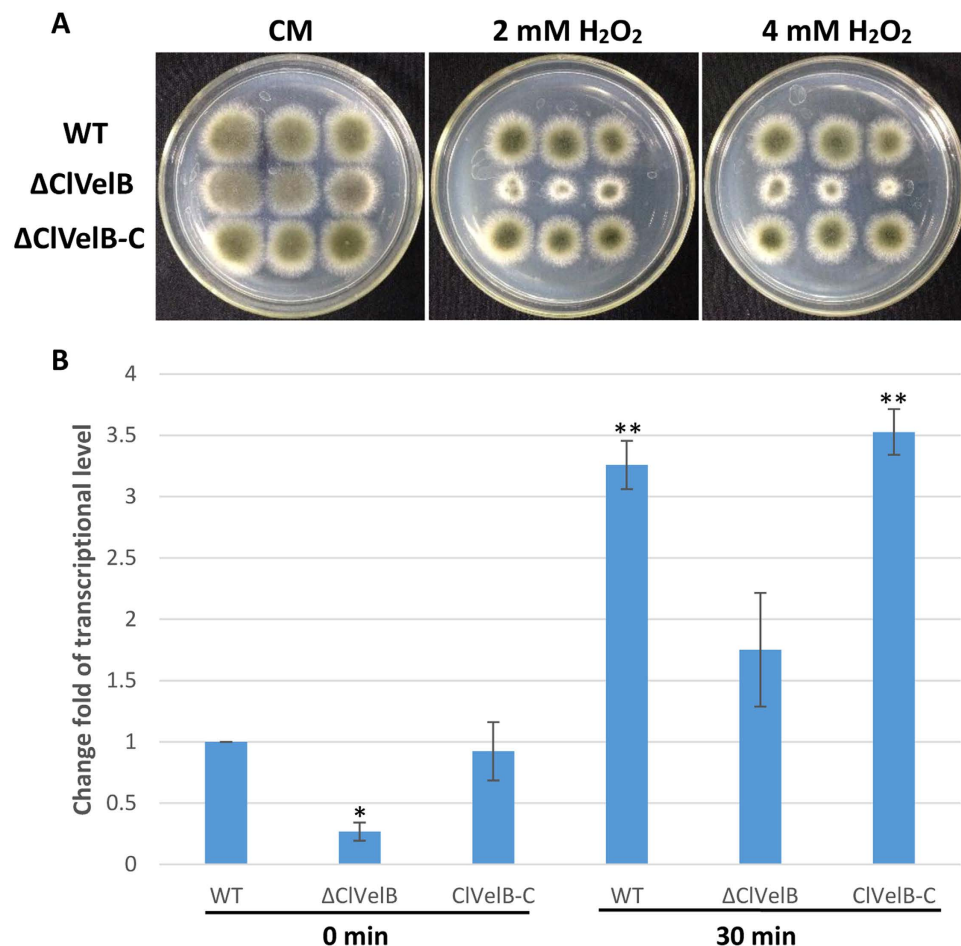 A
CM
2 mM H₂O₂
4 mM H₂O₂
WT
ΔClVelB
ΔClVelB-C
B
Change fold of transcriptional level
4
3.5
3
2.5
2
1.5
1
0.5
0
**
**
*
WT
ΔClVelB
ClVelB-C
WT
ΔClVelB
ClVelB-C
0 min
30 min